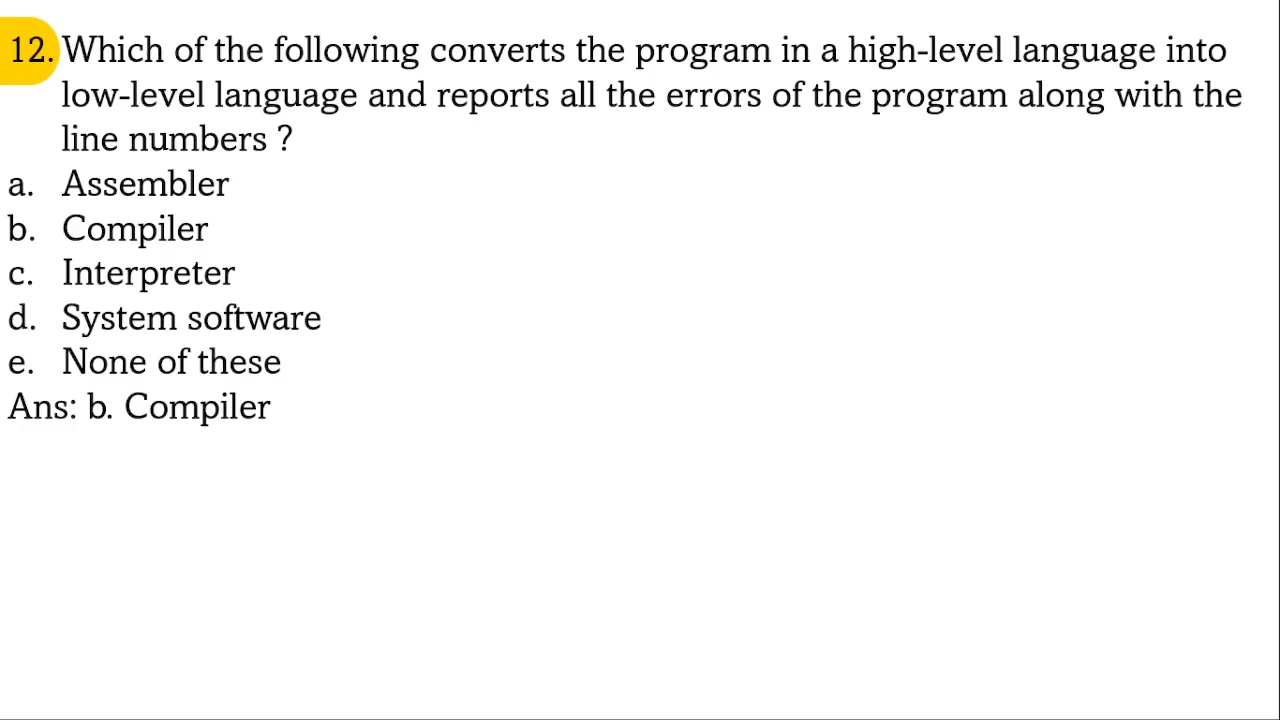 12. Which of the following converts the program in a high-level language into
low-level language and reports all the errors of the program along with the
line numbers ?
a. Assembler
b. Compiler
c. Interpreter
d. System software
e. None of these
Ans: b. Compiler